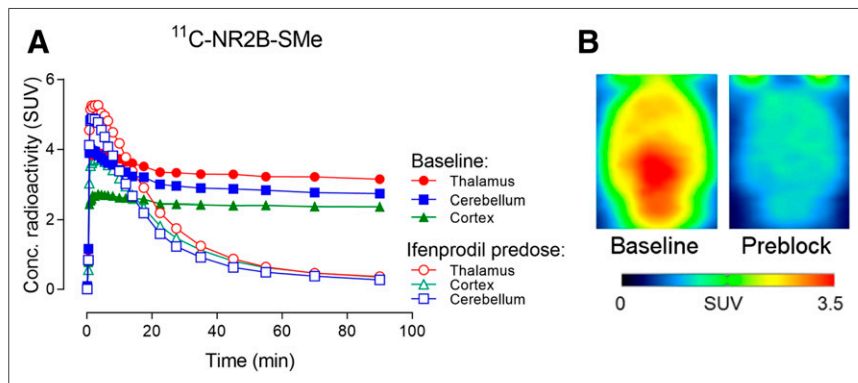 A
¹¹C-NR2B-SMe
Conc. radioactivity (SUV)
6
4
2
0
0 20 40 60 80 100
Time (min)
Baseline:
Thalamus
Cerebellum
Cortex
Ifenprodil predose:
Thalamus
Cortex
Cerebellum
B
Baseline Preblock
0 SUV 3.5